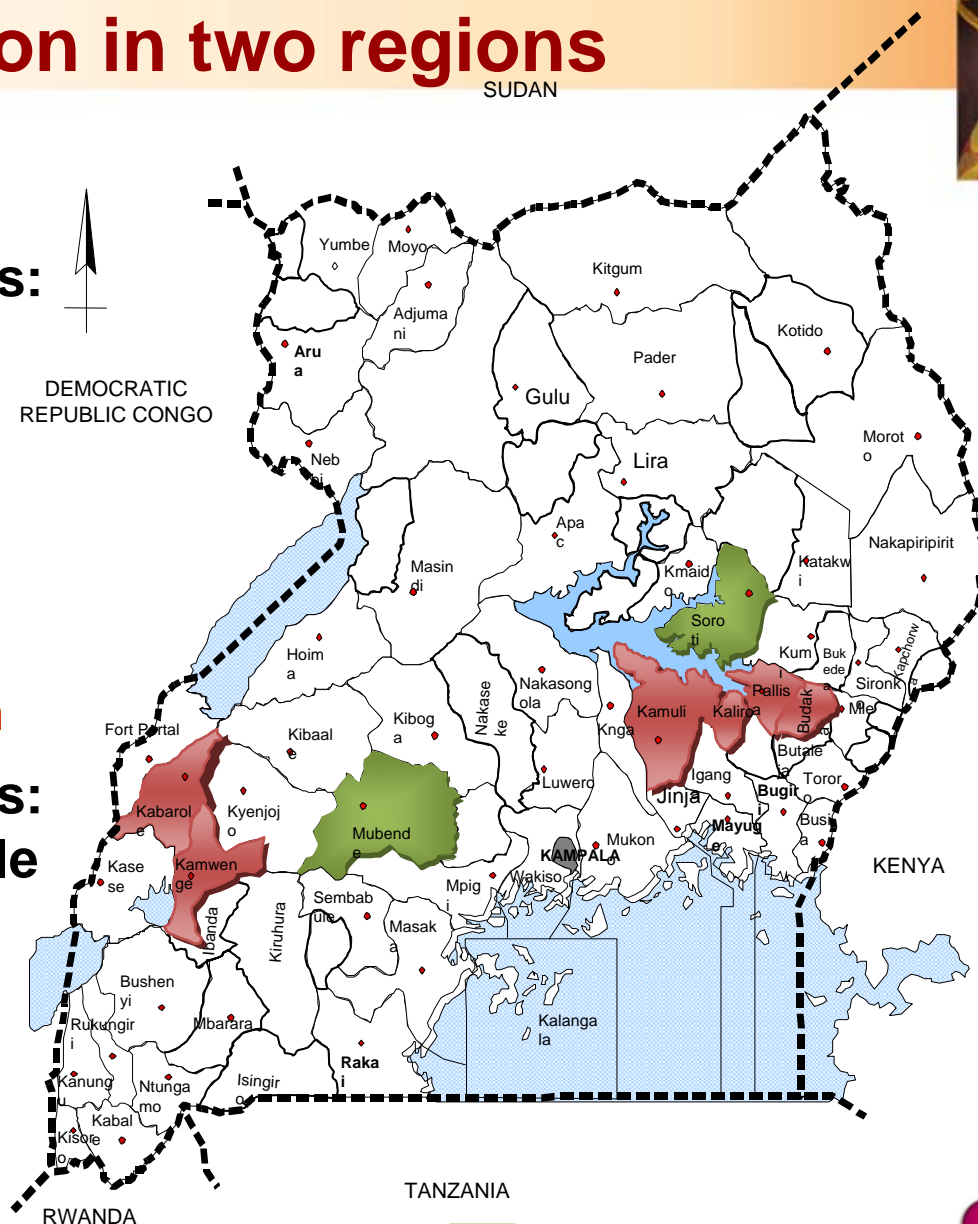 on in two regions
SUDAN
s:
Yumbe
Moyo
Kitgum
Adjuma
ni
Kotido
Aru
a
Pader
DEMOCRATIC
REPUBLIC CONGO
Gulu
Morot
o
Neb
bi
Lira
Apa
c
Nakapiripirit
Masin
di
Kmaid
o
Katakw
i
Soro
ti
Kapchorw
a
Hoim
a
Kum
i
Buk
ede
a
Nakasong
ola
Sironk
o
Pallis
a
Nakase
ke
Kamuli
Kaliro
Budak
a
Mle
Kibog
a
Fort Portal
Kibaal
e
Knga
Butale
ja
s:
Luwero
Igang
Toror
o
Bugir
i
Kabarol
e
Kyenjoj
o
Jinja
Mayug
e
Busi
a
Mubend
e
Mukon
o
le
KAMPALA
Kase
se
Kamwen
ge
Wakiso
KENYA
Mpig
i
Sembab
ule
Ibanda
Kiruhura
Masak
a
Bushen
yi
Rukungir
i
Mbarara
Kalanga
la
Raka
i
Kanung
u
Ntunga
mo
Isingir
o
Kabal
e
Kisor
o
TANZANIA
RWANDA